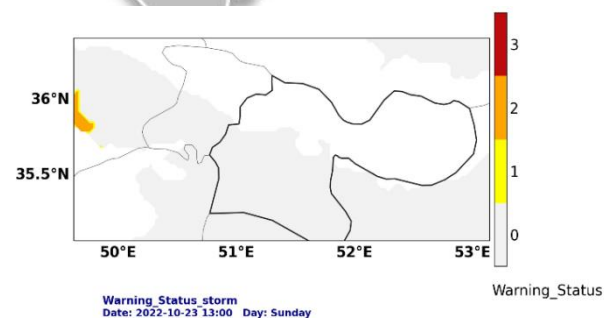 3
36°N
2
1
35.5°N
0
50°E 51°E 52°E 53°E
Warning_Status
Warning_Status_storm
Date: 2022-10-23 13:00 Day: Sunday